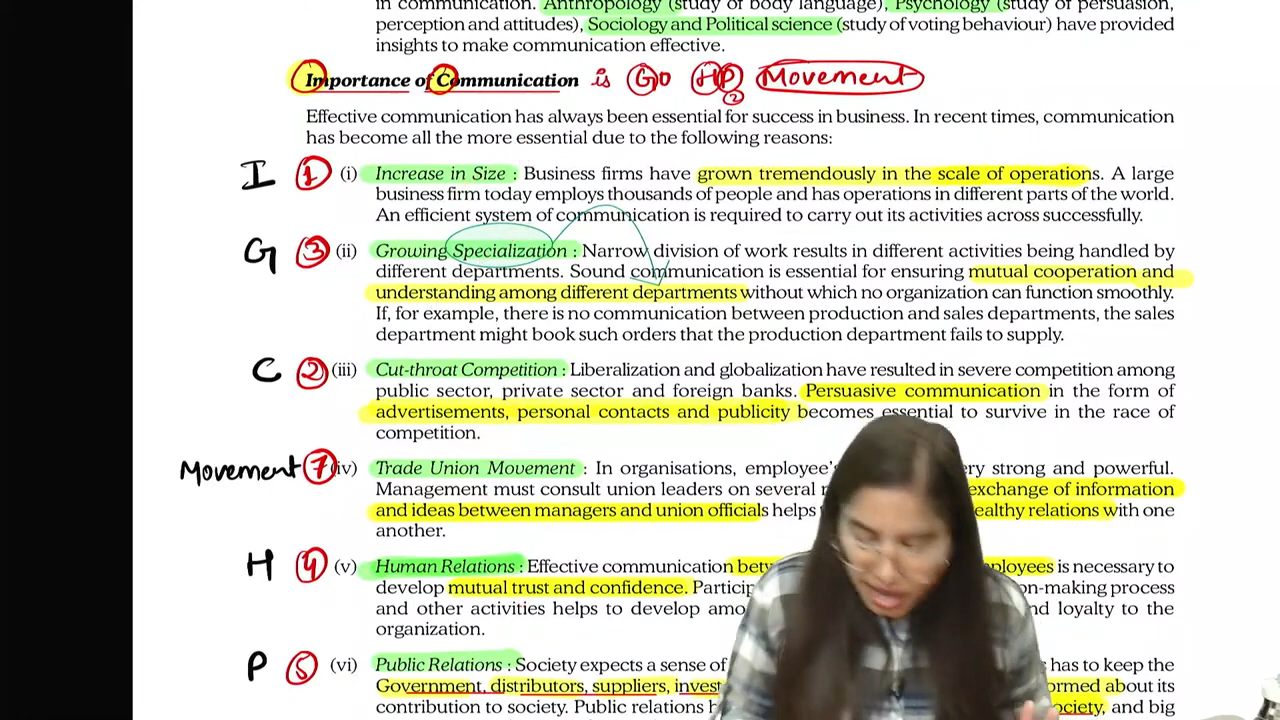 in communication. Anthropology (study of body language), Psychology (study of persuasion,
perception and attitudes), Sociology and Political science (study of voting behaviour) have provided
insights to make communication effective.
Importance of Communication is Go HP2 Movement
Effective communication has always been essential for success in business. In recent times, communication
has become all the more essential due to the following reasons:
I 1 (i) Increase in Size : Business firms have grown tremendously in the scale of operations. A large
business firm today employs thousands of people and has operations in different parts of the world.
An efficient system of communication is required to carry out its activities across successfully.
G 3 (ii) Growing Specialization : Narrow division of work results in different activities being handled by
different departments. Sound communication is essential for ensuring mutual cooperation and
understanding among different departments without which no organization can function smoothly.
If, for example, there is no communication between production and sales departments, the sales
department might book such orders that the production department fails to supply.
C 2 (iii) Cut-throat Competition : Liberalization and globalization have resulted in severe competition among
public sector, private sector and foreign banks. Persuasive communication in the form of
advertisements, personal contacts and publicity becomes essential to survive in the race of
competition.
Movement 7 (iv) Trade Union Movement : In organisations, employee's strong and powerful.
Management must consult union leaders on several exchange of information
and ideas between managers and union officials helps with one
another.
H 4 (v) Human Relations : Effective communication is necessary to
develop mutual trust and confidence. process
and other activities helps to develop loyalty to the
organization.
P 5 (vi) Public Relations : Society expects a sense of has to keep the
Government, distributors, suppliers, about its
contribution to society. Public relations and big